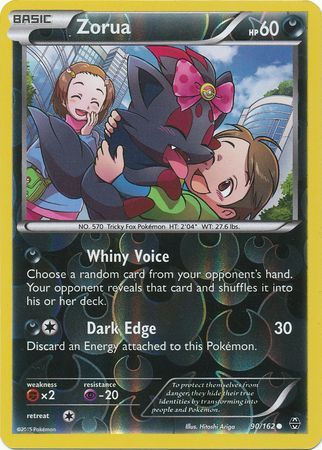 BASIC
Zorua
HP60
NO. 570 Tricky Fox Pokémon HT: 2'04" WT: 27.6 lbs.
Whiny Voice
Choose a random card from your opponent's hand.
Your opponent reveals that card and shuffles it into
his or her deck.
Dark Edge 30
Discard an Energy attached to this Pokémon.
weakness
×2
resistance
-20
retreat
To protect themselves from
danger, they hide their true
identities by transforming into
people and Pokémon.
©2015 Pokémon
Illus. Hitoshi Ariga
90/162